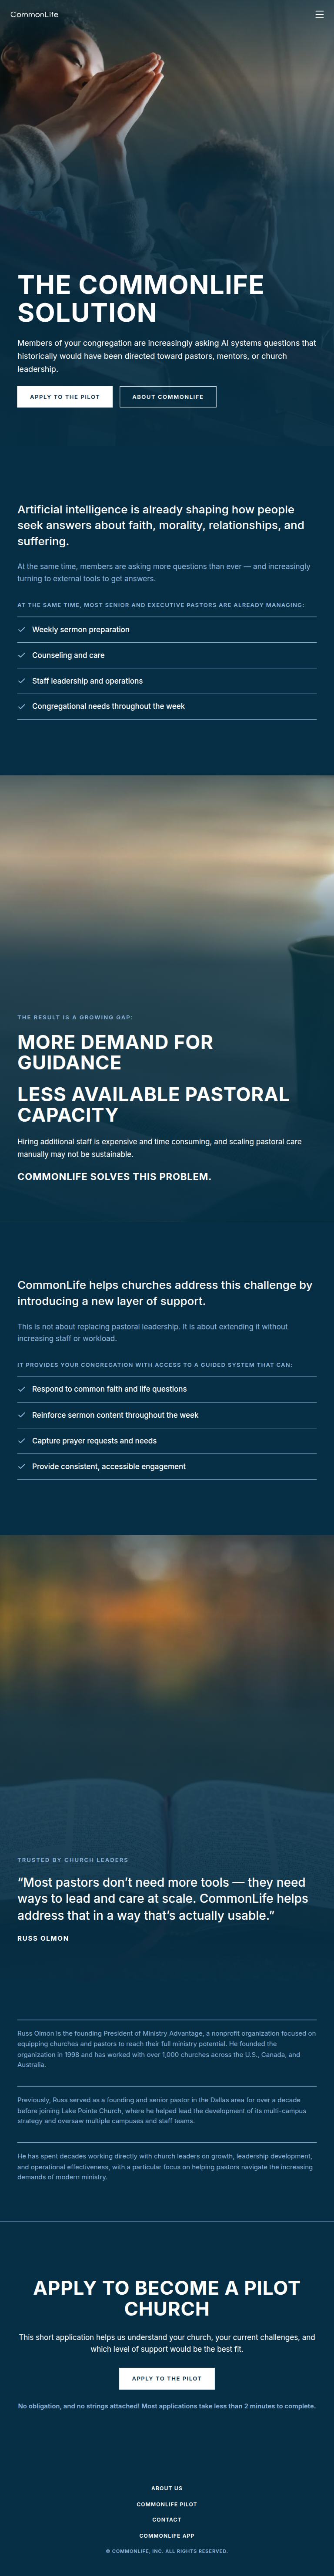 CommonLife
THE COMMONLIFE
SOLUTION
Members of your congregation are increasingly asking AI systems questions that
historically would have been directed toward pastors, mentors, or church
leadership.
APPLY TO THE PILOT
ABOUT COMMONLIFE
Artificial intelligence is already shaping how people
seek answers about faith, morality, relationships, and
suffering.
At the same time, members are asking more questions than ever — and increasingly
turning to external tools to get answers.
AT THE SAME TIME, MOST SENIOR AND EXECUTIVE PASTORS ARE ALREADY MANAGING:
Weekly sermon preparation
Counseling and care
Staff leadership and operations
Congregational needs throughout the week
THE RESULT IS A GROWING GAP:
MORE DEMAND FOR
GUIDANCE
LESS AVAILABLE PASTORAL
CAPACITY
Hiring additional staff is expensive and time consuming, and scaling pastoral care
manually may not be sustainable.
COMMONLIFE SOLVES THIS PROBLEM.
CommonLife helps churches address this challenge by
introducing a new layer of support.
This is not about replacing pastoral leadership. It is about extending it without
increasing staff or workload.
IT PROVIDES YOUR CONGREGATION WITH ACCESS TO A GUIDED SYSTEM THAT CAN:
Respond to common faith and life questions
Reinforce sermon content throughout the week
Capture prayer requests and needs
Provide consistent, accessible engagement
TRUSTED BY CHURCH LEADERS
“Most pastors don’t need more tools — they need
ways to lead and care at scale. CommonLife helps
address that in a way that’s actually usable.”
RUSS OLMON
Russ Olmon is the founding President of Ministry Advantage, a nonprofit organization focused on
equipping churches and pastors to reach their full ministry potential. He founded the
organization in 1998 and has worked with over 1,000 churches across the U.S., Canada, and
Australia.
Previously, Russ served as a founding and senior pastor in the Dallas area for over a decade
before joining Lake Pointe Church, where he helped lead the development of its multi-campus
strategy and oversaw multiple campuses and staff teams.
He has spent decades working directly with church leaders on growth, leadership development,
and operational effectiveness, with a particular focus on helping pastors navigate the increasing
demands of modern ministry.
APPLY TO BECOME A PILOT
CHURCH
This short application helps us understand your church, your current challenges, and
which level of support would be the best fit.
APPLY TO THE PILOT
No obligation, and no strings attached! Most applications take less than 2 minutes to complete.
ABOUT US
COMMONLIFE PILOT
CONTACT
COMMONLIFE APP
© COMMONLIFE, INC. ALL RIGHTS RESERVED.